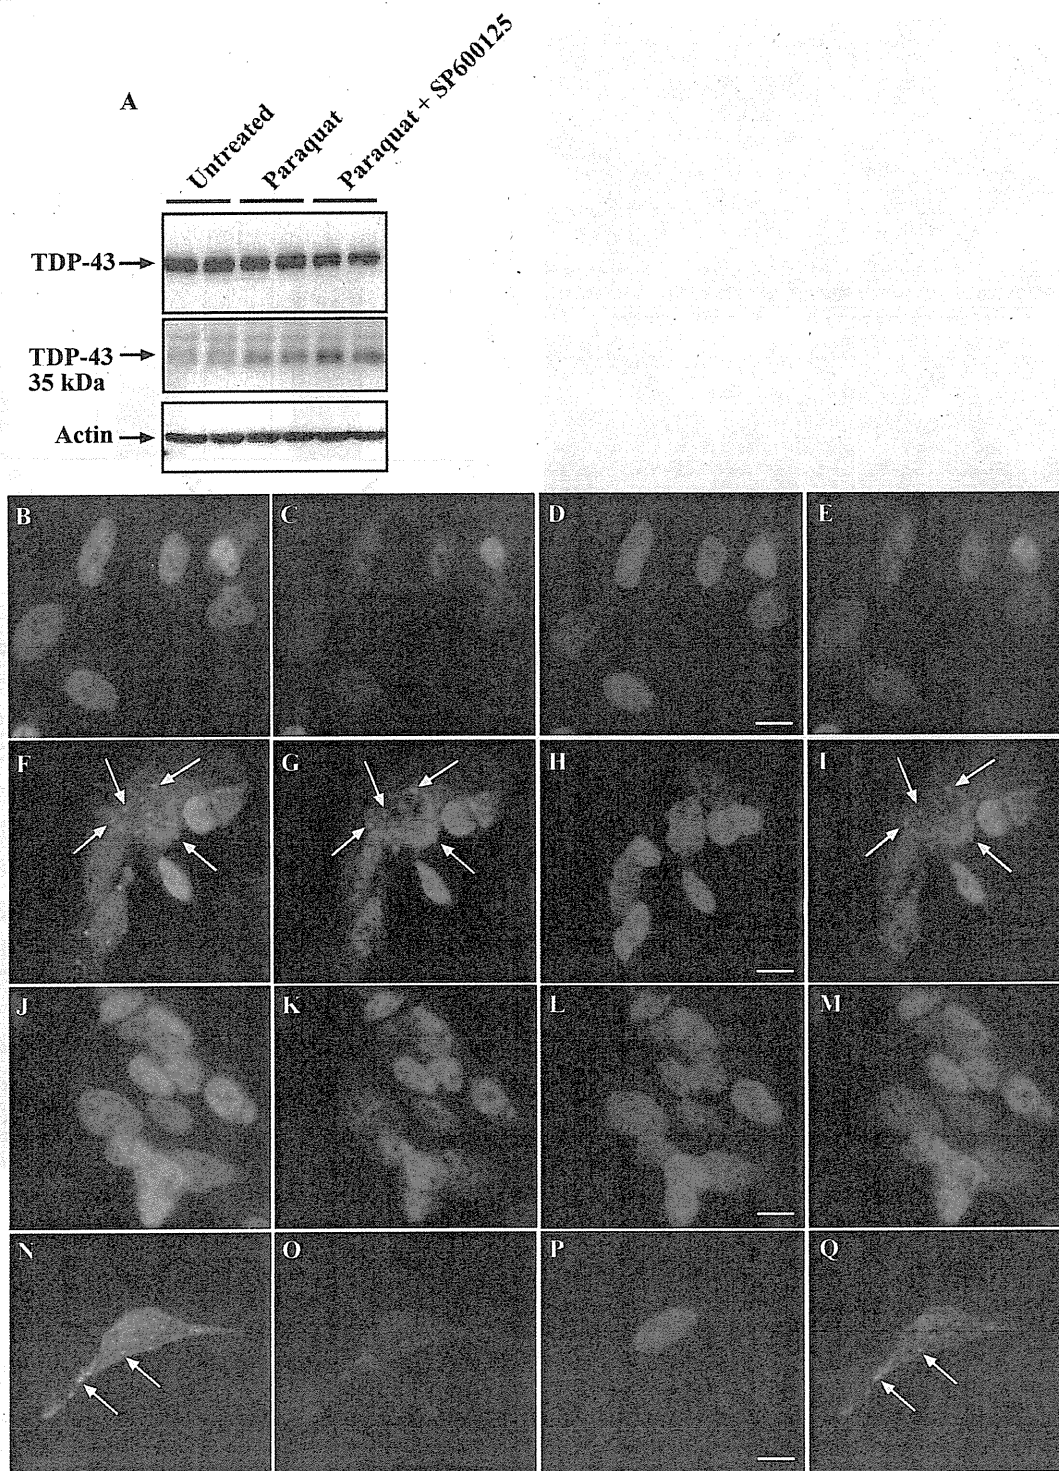 A
Untreated
Paraquat
Paraquat + SP600125
TDP-43
TDP-43
35 kDa
Actin
B C D E
F G H I
J K L M
N O P Q